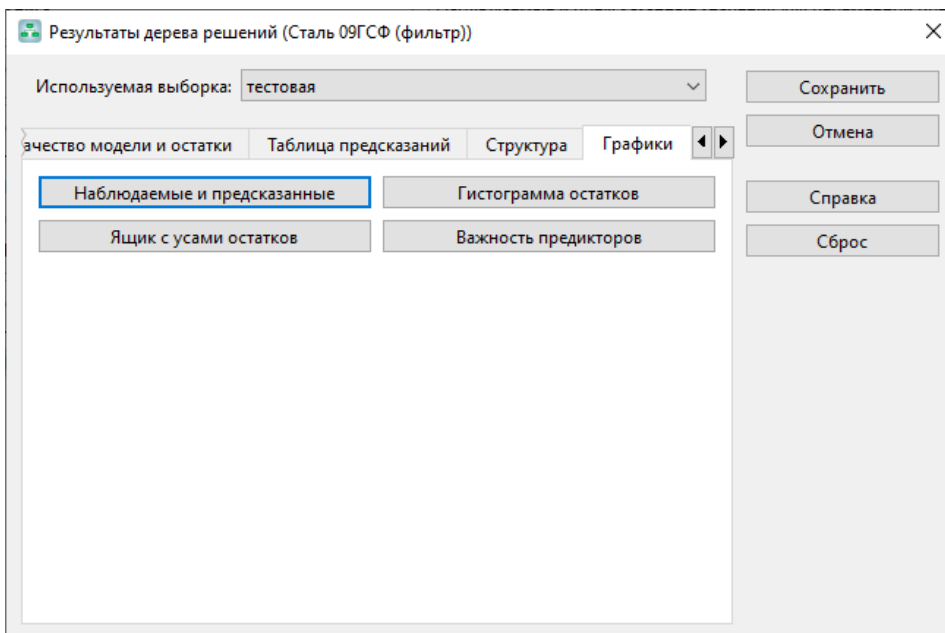 Результаты дерева решений (Сталь 09ГСФ (фильтр))
Используемая выборка: тестовая
Сохранить
Отмена
ачество модели и остатки Таблица предсказаний Структура Графики
Наблюдаемые и предсказанные Гистограмма остатков
Справка
Ящик с усами остатков Важность предикторов
Сброс